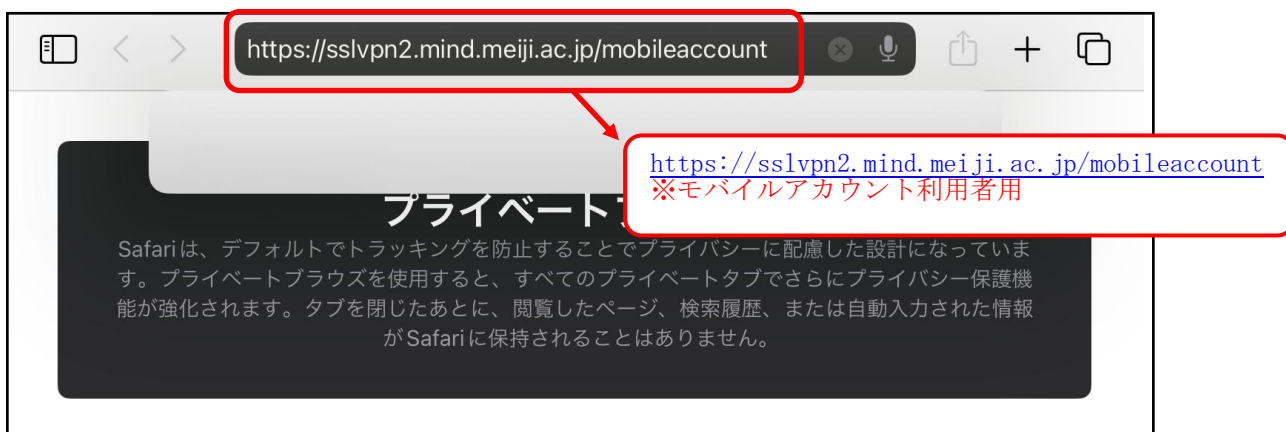 https://sslvpn2.mind.meiji.ac.jp/mobileaccount
https://sslvpn2.mind.meiji.ac.jp/mobileaccount
※モバイルアカウント利用者用
プライベート
Safariは、デフォルトでトラッキングを防止することでプライバシーに配慮した設計になっていま
す。プライベートブラウズを使用すると、すべてのプライベートタブでさらにプライバシー保護機
能が強化されます。タブを閉じたあとに、閲覧したページ、検索履歴、または自動入力された情報
がSafariに保持されることはありません。